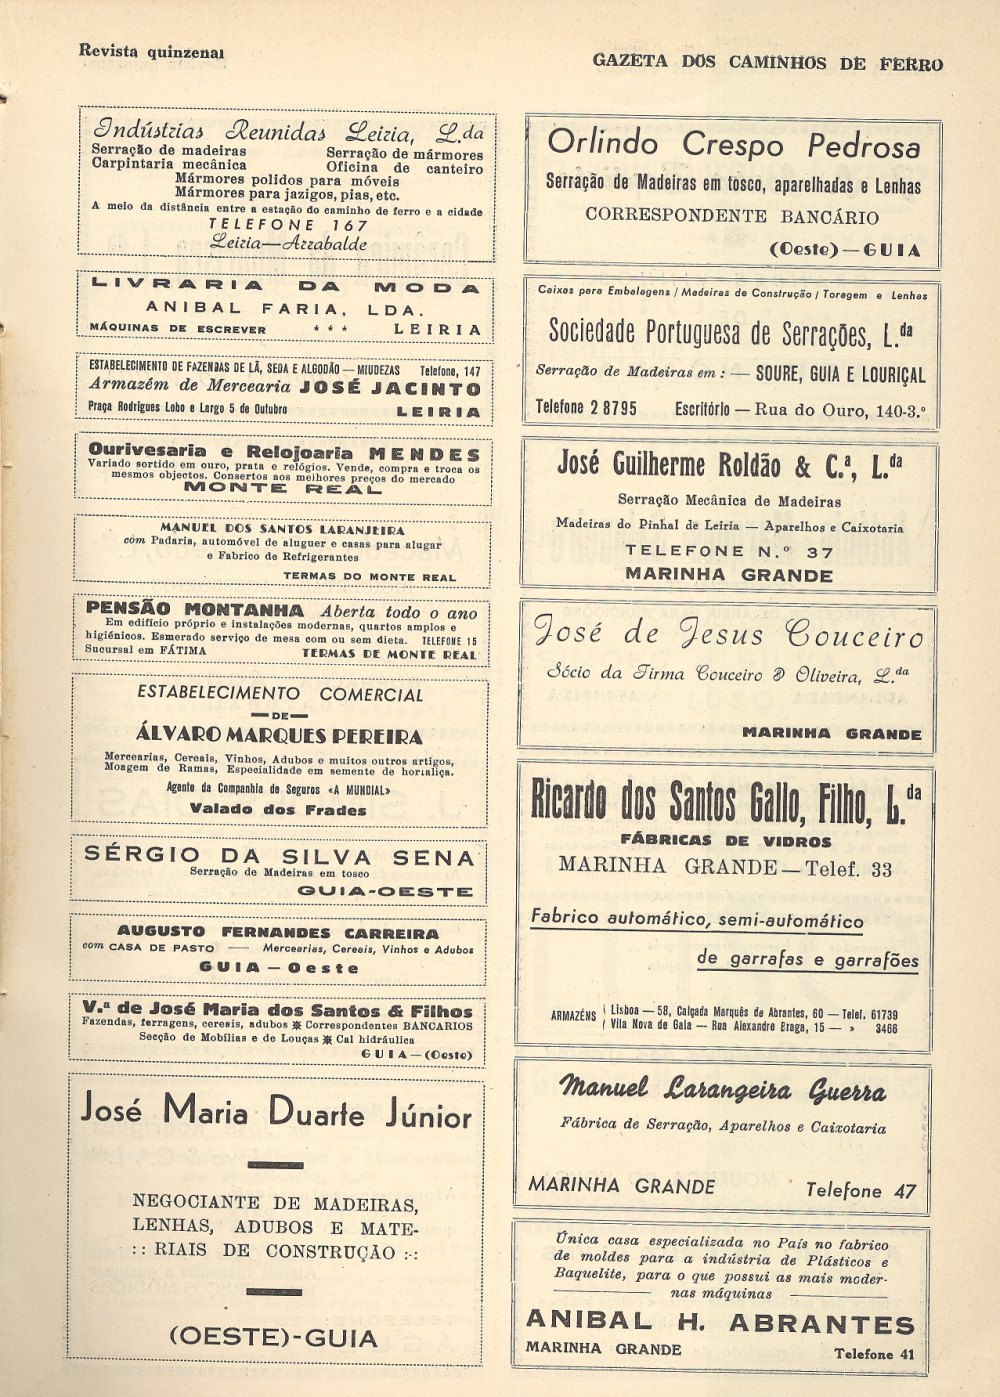 Revista quinzenal
GAZETA DOS CAMINHOS DE FERRO
Indústrias Reunidas Leiria, L.da
Serração de madeiras Serração de mármores
Carpintaria mecânica Oficina de canteiro
Mármores polidos para móveis
Mármores para jazigos, pias, etc.
A meio da distância entre a estação do caminho de ferro e a cidade
TELEFONE 167
Leiria—Arrabalde
LIVRARIA DA MODA
ANIBAL FARIA, LDA.
MÁQUINAS DE ESCREVER * * * LEIRIA
ESTABELECIMENTO DE FAZENDAS DE LÃ, SEDA E ALGODÃO — MIUDEZAS Telefone, 147
Armazém de Mercearia JOSÉ JACINTO
Praça Rodrigues Lobo e Largo 5 de Outubro LEIRIA
Ourivesaria e Relojoaria MENDES
Variado sortido em ouro, prata e relógios. Vende, compra e troca os
mesmos objectos. Consertos aos melhores preços do mercado
MONTE REAL
MANUEL DOS SANTOS LARANJEIRA
com Padaria, automóvel de aluguer e casas para alugar
e Fabrico de Refrigerantes
TERMAS DO MONTE REAL
PENSÃO MONTANHA Aberta todo o ano
Em edifício próprio e instalações modernas, quartos amplos e
higiénicos. Esmerado serviço de mesa com ou sem dieta. TELEFONE 15
Sucursal em FÁTIMA TERMAS DE MONTE REAL
ESTABELECIMENTO COMERCIAL
—DE—
ÁLVARO MARQUES PEREIRA
Mercearias, Cereais, Vinhos, Adubos e muitos outros artigos,
Moagem de Ramas, Especialidade em semente de hortaliça.
Agente da Companhia de Seguros «A MUNDIAL»
Valado dos Frades
SÉRGIO DA SILVA SENA
Serração de Madeiras em tosco
GUIA-OESTE
AUGUSTO FERNANDES CARREIRA
com CASA DE PASTO — Mercearias, Cereais, Vinhos e Adubos
GUIA — Oeste
V.ª de José Maria dos Santos & Filhos
Fazendas, ferragens, cereais, adubos ※ Correspondentes BANCARIOS
Secção de Mobílias e de Louças ※ Cal hidráulica
GUIA — (Oeste)
José Maria Duarte Júnior
NEGOCIANTE DE MADEIRAS,
LENHAS, ADUBOS E MATE-
:: RIAIS DE CONSTRUÇÃO ::
(OESTE)-GUIA
Orlindo Crespo Pedrosa
Serração de Madeiras em tosco, aparelhadas e Lenhas
CORRESPONDENTE BANCÁRIO
(Oeste) — GUIA
Caixas para Embalagens / Madeiras de Construção / Toragem e Lenhas
Sociedade Portuguesa de Serrações, L.da
Serração de Madeiras em: — SOURE, GUIA E LOURIÇAL
Telefone 28795 Escritório — Rua do Ouro, 140-3.º
José Guilherme Roldão & C.ª, L.da
Serração Mecânica de Madeiras
Madeiras do Pinhal de Leiria — Aparelhos e Caixotaria
TELEFONE N.º 37
MARINHA GRANDE
José de Jesus Couceiro
Sócio da Firma Couceiro & Oliveira, L.da
MARINHA GRANDE
Ricardo dos Santos Gallo, Filho, L.da
FÁBRICAS DE VIDROS
MARINHA GRANDE — Telef. 33
Fabrico automático, semi-automático
de garrafas e garrafões
ARMAZÉNS Lisboa — 58, Calçada Marquês de Abrantes, 60 — Telef. 61739
Vila Nova de Gaia — Rua Alexandre Braga, 15 — » 3466
Manuel Larangeira Guerra
Fábrica de Serração, Aparelhos e Caixotaria
MARINHA GRANDE Telefone 47
Única casa especializada no País no fabrico
de moldes para a indústria de Plásticos e
Baquelite, para o que possui as mais moder-
nas máquinas
ANIBAL H. ABRANTES
MARINHA GRANDE Telefone 41